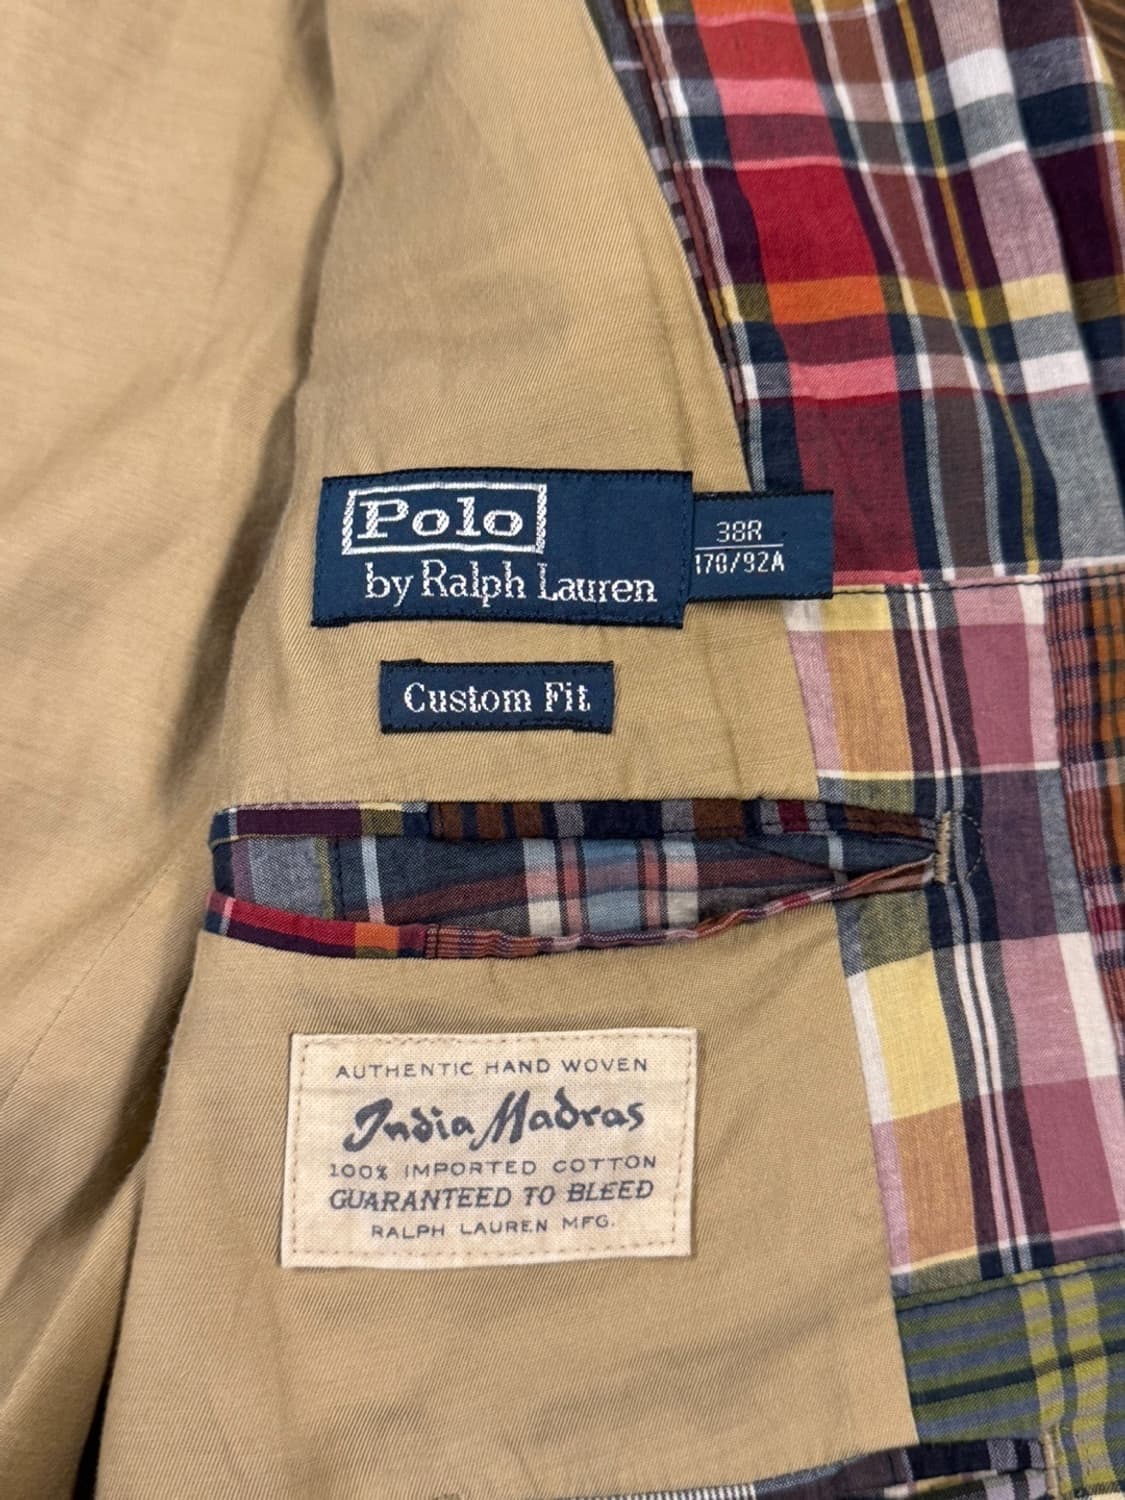 Polo
by Ralph Lauren
38R
170/92A
Custom Fit
AUTHENTIC HAND WOVEN
India Madras
100% IMPORTED COTTON
GUARANTEED TO BLEED
RALPH LAUREN MFG.